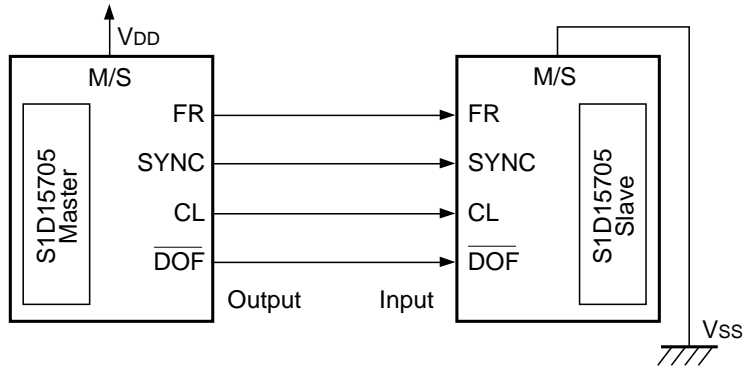 VDD
M/S
M/S
FR
FR
SYNC
SYNC
CL
CL
DOF
DOF
S1D15705
Master
S1D15705
Slave
Output
Input
VSS